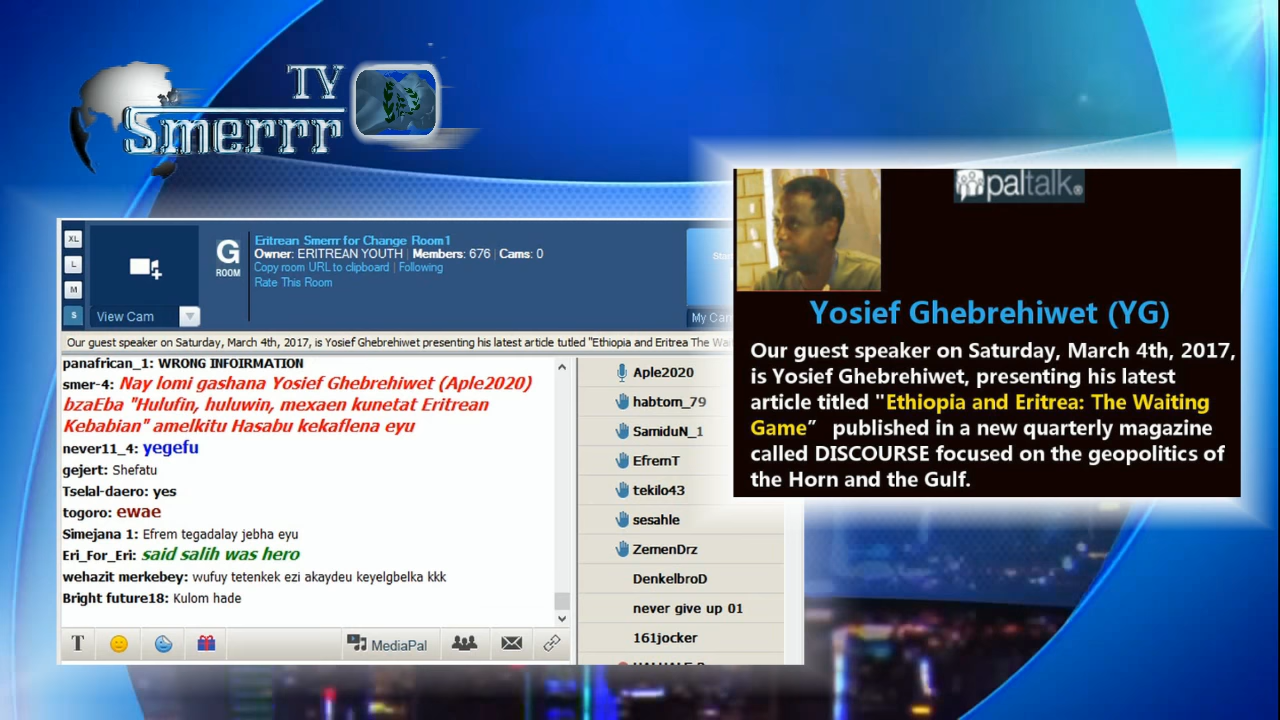 TV
Smerrr
XL
L
M
S
View Cam
G
ROOM
Eritrean Smerrr for Change Room1
Owner: ERITREAN YOUTH | Members: 676 | Cams: 0
Copy room URL to clipboard | Following
Rate This Room
Our guest speaker on Saturday, March 4th, 2017, is Yosief Ghebrehiwet presenting his latest article tutled "Ethiopia and Eritrea The
panafrican_1: WRONG INFOIRMATION
smer-4: Nay lomi gashana Yosief Ghebrehiwet (Aple2020)
bzaEba "Hulufin, huluwin, mexaen kunetat Eritrean
Kebabian" amelkitu Hasabu kekaflena eyu
never11_4: yegefu
gejert: Shefatu
Tselal-daero: yes
togoro: ewae
Simejana 1: Efrem tegadalay jebha eyu
Eri_For_Eri: said salih was hero
wehazit merkebey: wufuy tetenkek ezi akaydeu keyelgbelka kkk
Bright future18: Kulom hade
T
MediaPal
My
Aple2020
habtom_79
SamiduN_1
EfremT
tekilo43
sesahle
ZemenDrz
DenkelbroD
never give up 01
161jocker
paltalk®
Yosief Ghebrehiwet (YG)
Our guest speaker on Saturday, March 4th, 2017,
is Yosief Ghebrehiwet, presenting his latest
article titled "Ethiopia and Eritrea: The Waiting
Game” published in a new quarterly magazine
called DISCOURSE focused on the geopolitics of
the Horn and the Gulf.